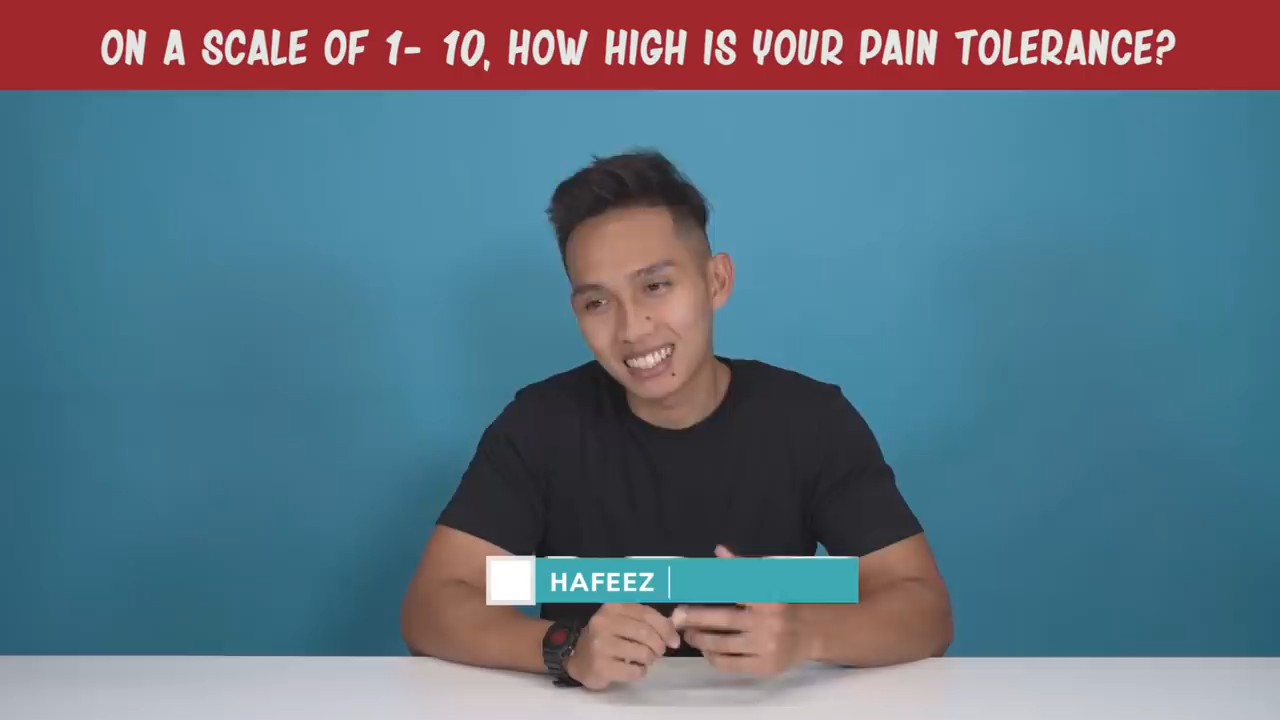 ON A SCALE OF 1- 10, HOW HIGH IS YOUR PAIN TOLERANCE?
HAFEEZ |